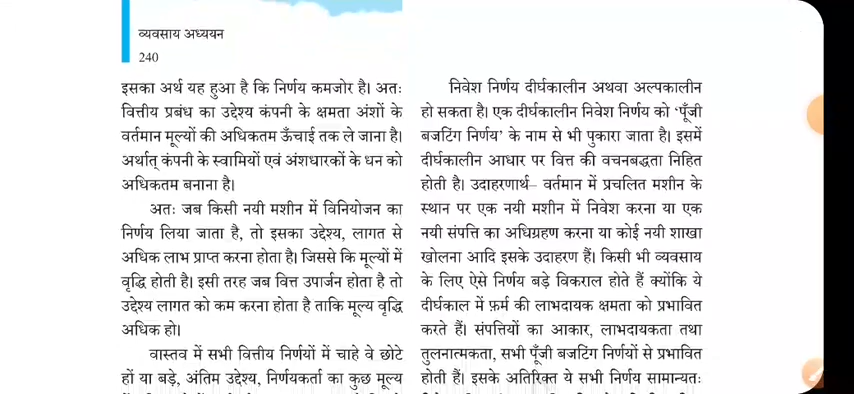 व्यवसाय अध्ययन
240
इसका अर्थ यह हुआ है कि निर्णय कमजोर है। अतः
वित्तीय प्रबंध का उद्देश्य कंपनी के क्षमता अंशों के
वर्तमान मूल्यों की अधिकतम ऊँचाई तक ले जाना है।
अर्थात् कंपनी के स्वामियों एवं अंशधारकों के धन को
अधिकतम बनाना है।
अतः जब किसी नयी मशीन में विनियोजन का
निर्णय लिया जाता है, तो इसका उद्देश्य, लागत से
अधिक लाभ प्राप्त करना होता है। जिससे कि मूल्यों में
वृद्धि होती है। इसी तरह जब वित्त उपार्जन होता है तो
उद्देश्य लागत को कम करना होता है ताकि मूल्य वृद्धि
अधिक हो।
वास्तव में सभी वित्तीय निर्णयों में चाहे वे छोटे
हों या बड़े, अंतिम उद्देश्य, निर्णयकर्ता का कुछ मूल्य
निवेश निर्णय दीर्घकालीन अथवा अल्पकालीन
हो सकता है। एक दीर्घकालीन निवेश निर्णय को 'पूँजी
बजटिंग निर्णय' के नाम से भी पुकारा जाता है। इसमें
दीर्घकालीन आधार पर वित्त की वचनबद्धता निहित
होती है। उदाहरणार्थ– वर्तमान में प्रचलित मशीन के
स्थान पर एक नयी मशीन में निवेश करना या एक
नयी संपत्ति का अधिग्रहण करना या कोई नयी शाखा
खोलना आदि इसके उदाहरण हैं। किसी भी व्यवसाय
के लिए ऐसे निर्णय बड़े विकराल होते हैं क्योंकि ये
दीर्घकाल में फ़र्म की लाभदायक क्षमता को प्रभावित
करते हैं। संपत्तियों का आकार, लाभदायकता तथा
तुलनात्मकता, सभी पूँजी बजटिंग निर्णयों से प्रभावित
होती हैं। इसके अतिरिक्त ये सभी निर्णय सामान्यतः